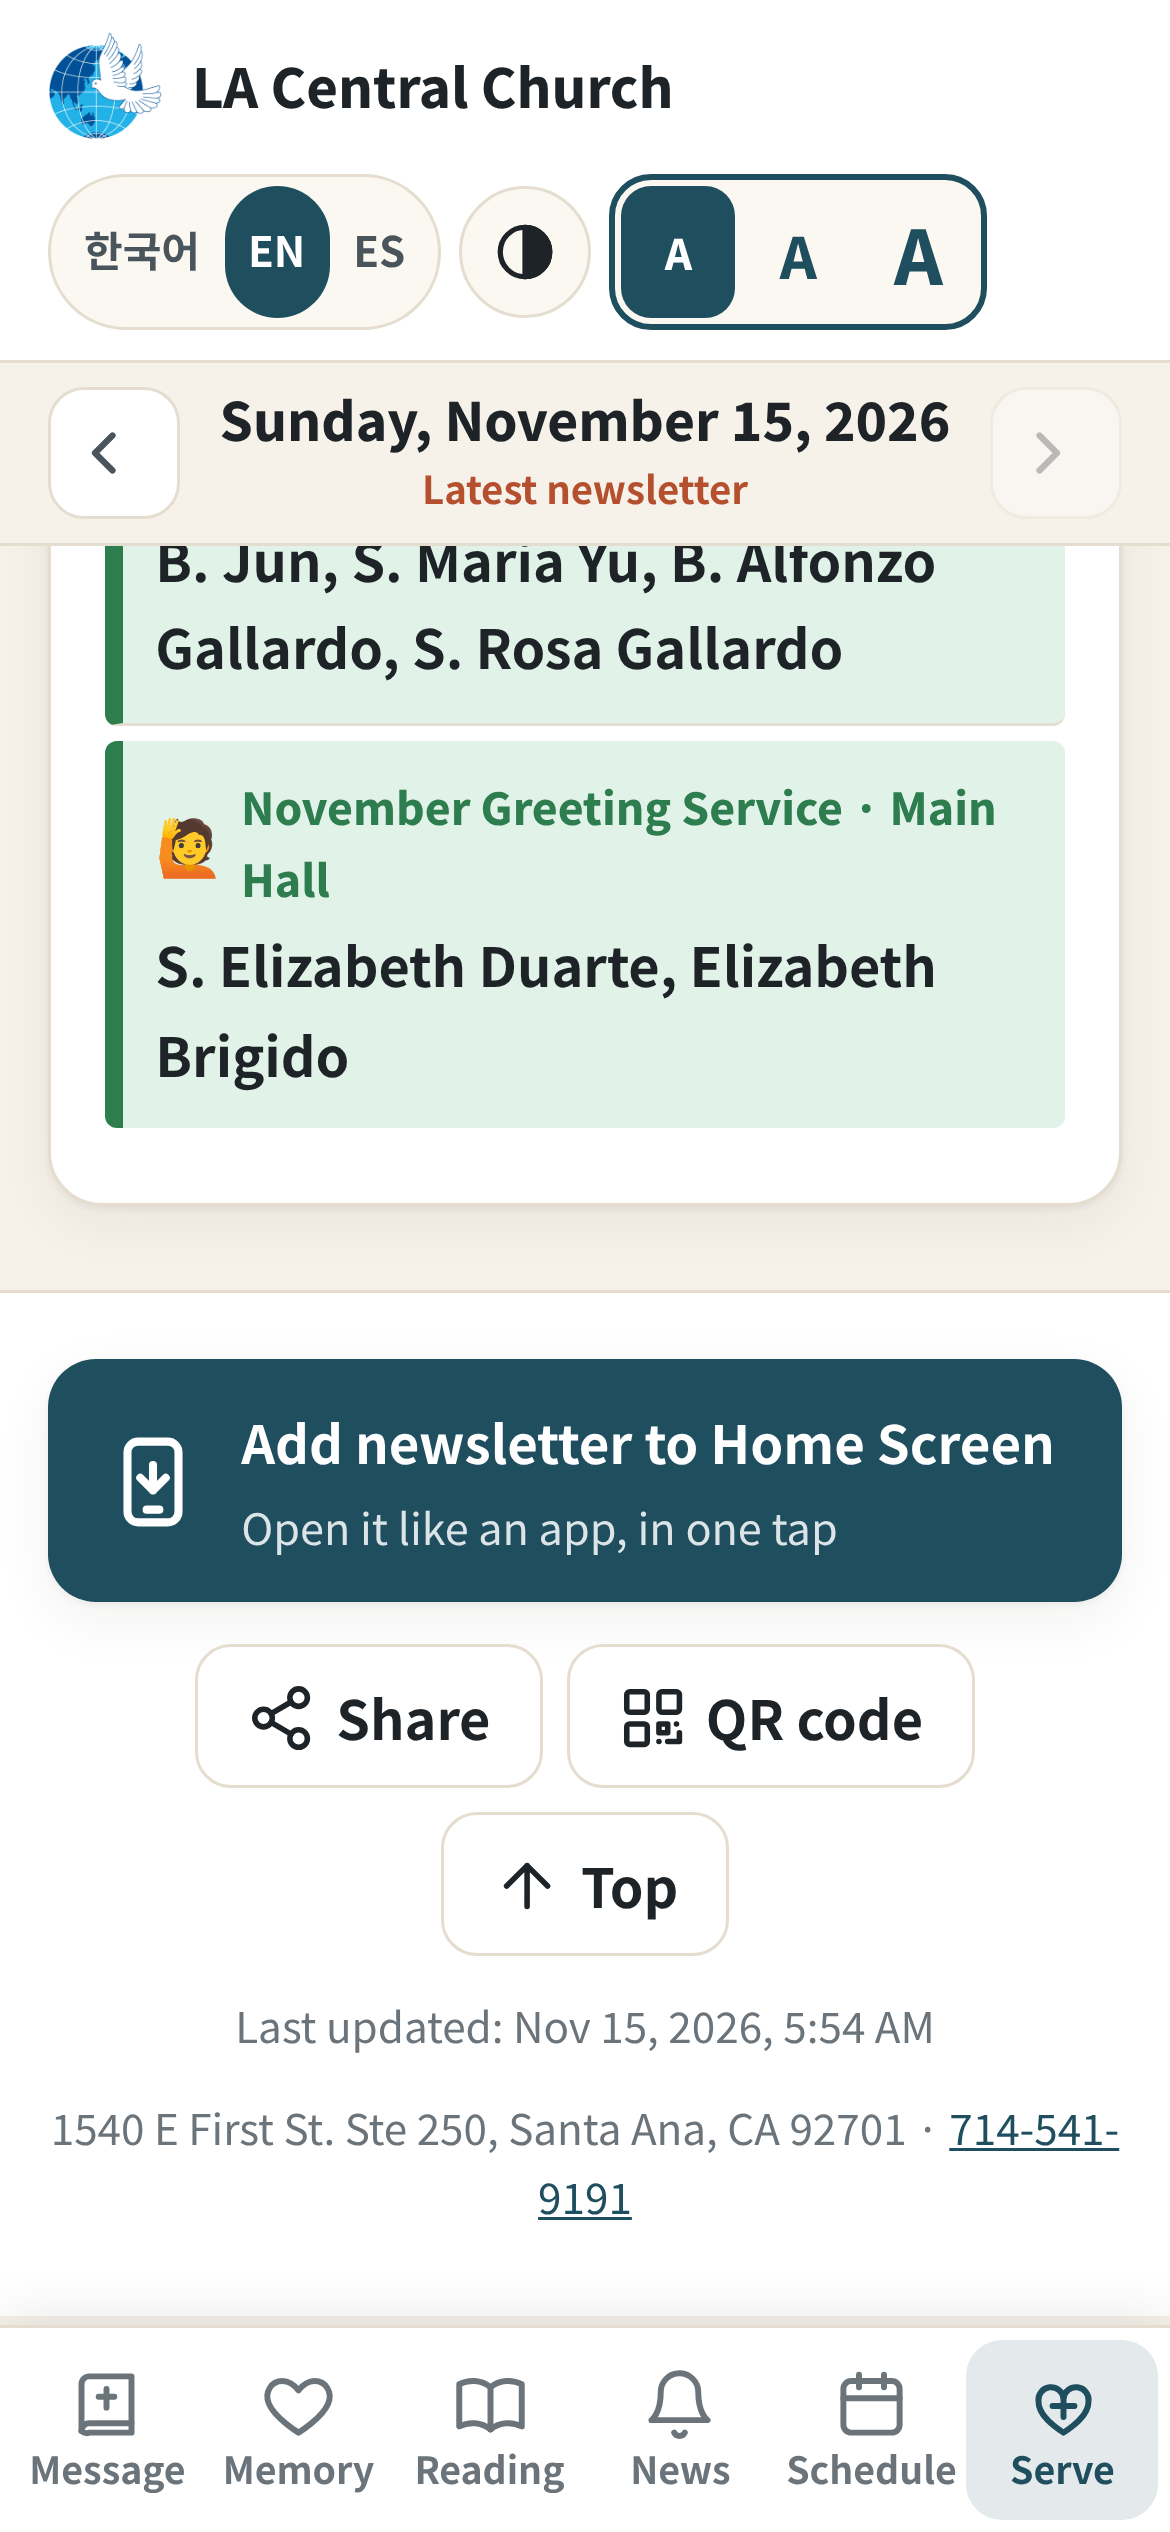 LA Central Church
한국어 EN ES A A A
Sunday, November 15, 2026
Latest newsletter
B. Jun, S. Maria Yu, B. Alfonzo
Gallardo, S. Rosa Gallardo
November Greeting Service · Main
Hall
S. Elizabeth Duarte, Elizabeth
Brigido
Add newsletter to Home Screen
Open it like an app, in one tap
Share QR code
Top
Last updated: Nov 15, 2026, 5:54 AM
1540 E First St. Ste 250, Santa Ana, CA 92701 · 714-541-
9191
Message Memory Reading News Schedule Serve